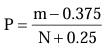 P = (m − 0.375) / (N + 0.25)